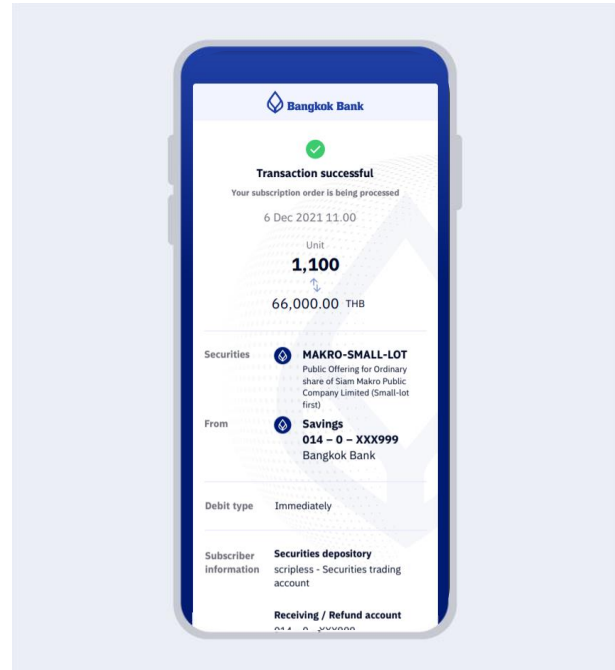 Bangkok Bank
Transaction successful
Your subscription order is being processed
6 Dec 2021 11.00
Unit
1,100
66,000.00 THB
Securities
MAKRO-SMALL-LOT
Public Offering for Ordinary
share of Siam Makro Public
Company Limited (Small-lot
first)
From
Savings
014 – 0 – XXX999
Bangkok Bank
Debit type
Immediately
Subscriber
information
Securities depository
scripless - Securities trading
account
Receiving / Refund account